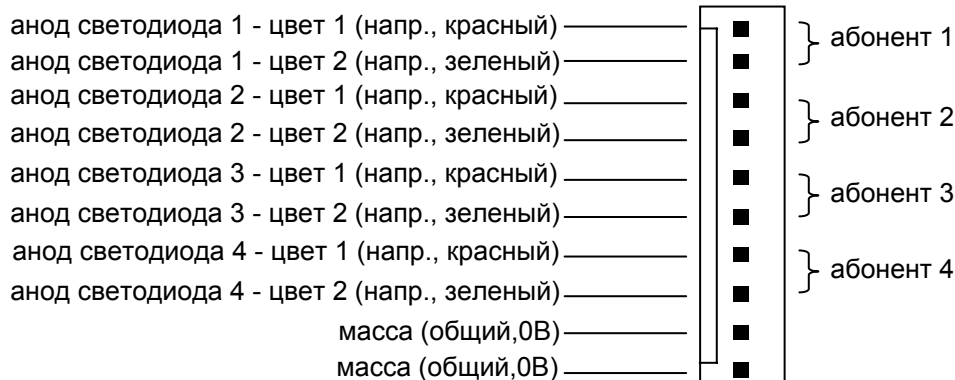 анод светодиода 1 - цвет 1 (напр., красный) абонент 1
анод светодиода 1 - цвет 2 (напр., зеленый)
анод светодиода 2 - цвет 1 (напр., красный) абонент 2
анод светодиода 2 - цвет 2 (напр., зеленый)
анод светодиода 3 - цвет 1 (напр., красный) абонент 3
анод светодиода 3 - цвет 2 (напр., зеленый)
анод светодиода 4 - цвет 1 (напр., красный) абонент 4
анод светодиода 4 - цвет 2 (напр., зеленый)
масса (общий,0В)
масса (общий,0В)